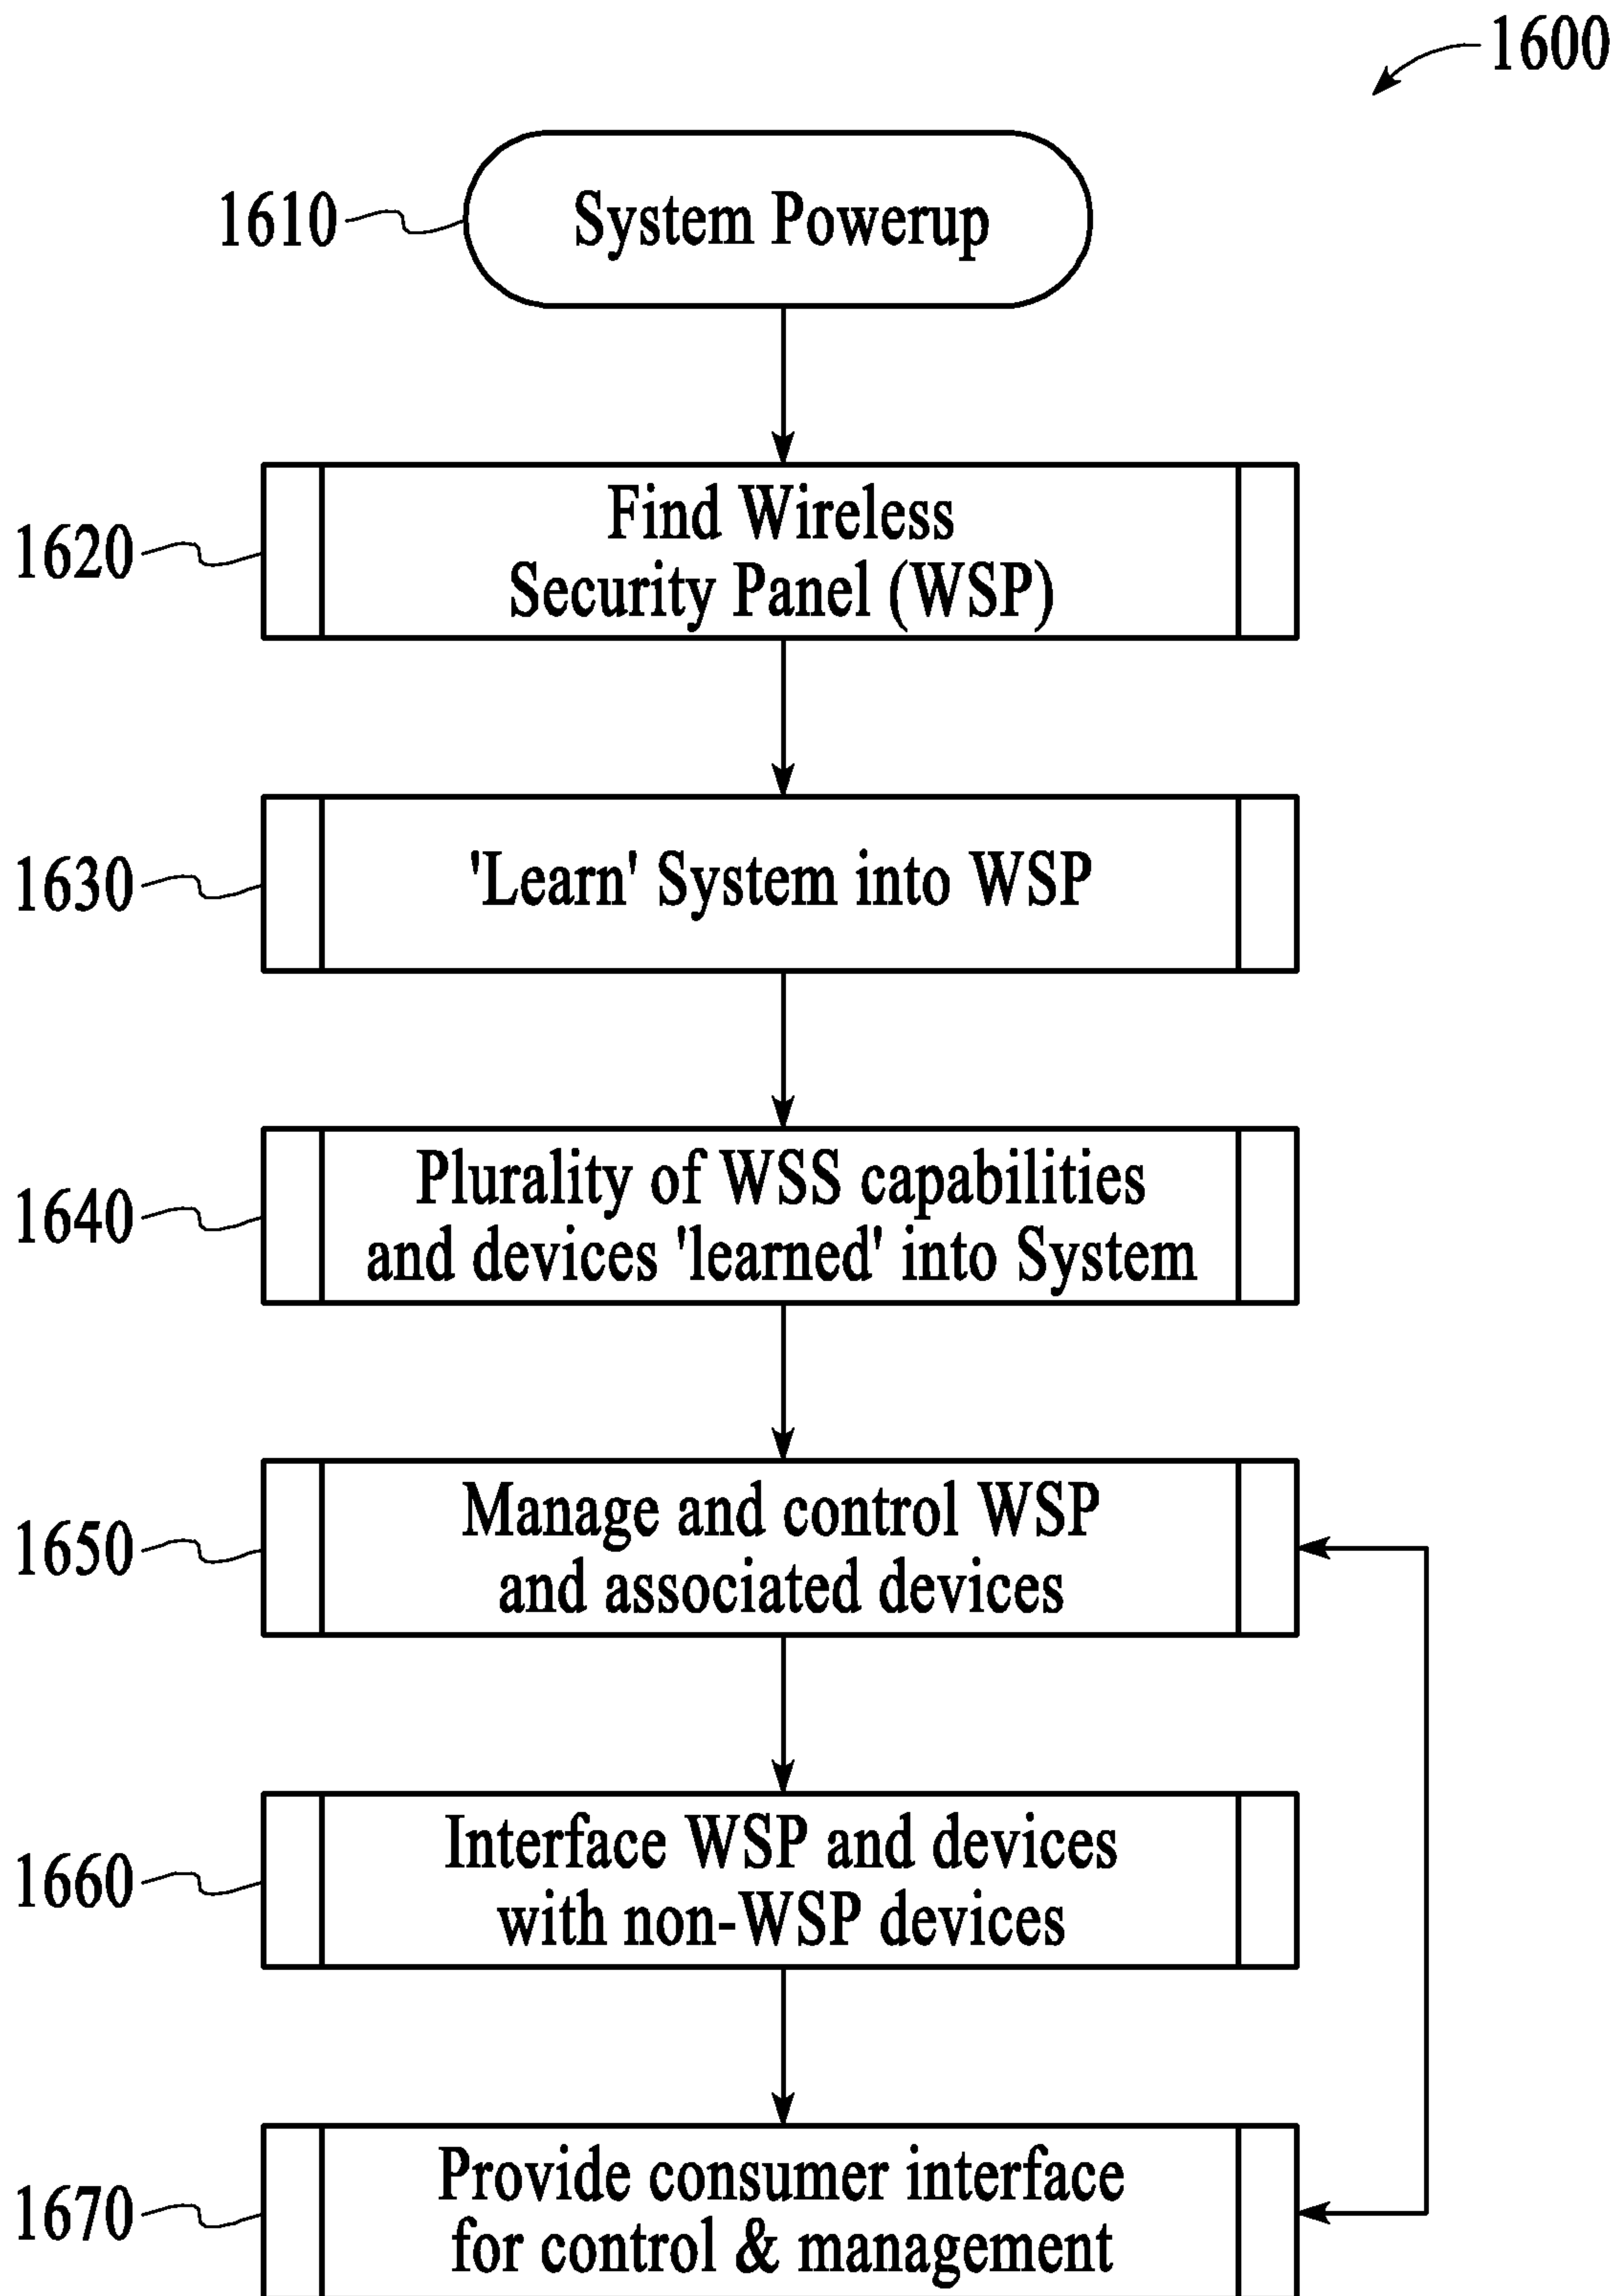 1600
1610
System Powerup
1620
Find Wireless
Security Panel (WSP)
1630
'Learn' System into WSP
1640
Plurality of WSS capabilities
and devices 'learned' into System
1650
Manage and control WSP
and associated devices
1660
Interface WSP and devices
with non-WSP devices
1670
Provide consumer interface
for control & management